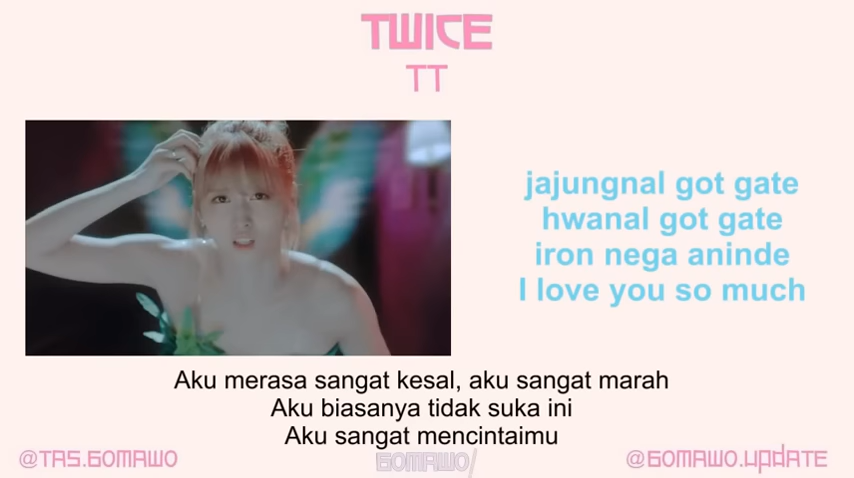 TWICE
TT
jajungnal got gate
hwanal got gate
iron nega aninde
I love you so much
Aku merasa sangat kesal, aku sangat marah
Aku biasanya tidak suka ini
Aku sangat mencintaimu
@TAS.GOMAWO
GOMAWO
@GOMAWO.UPDATE